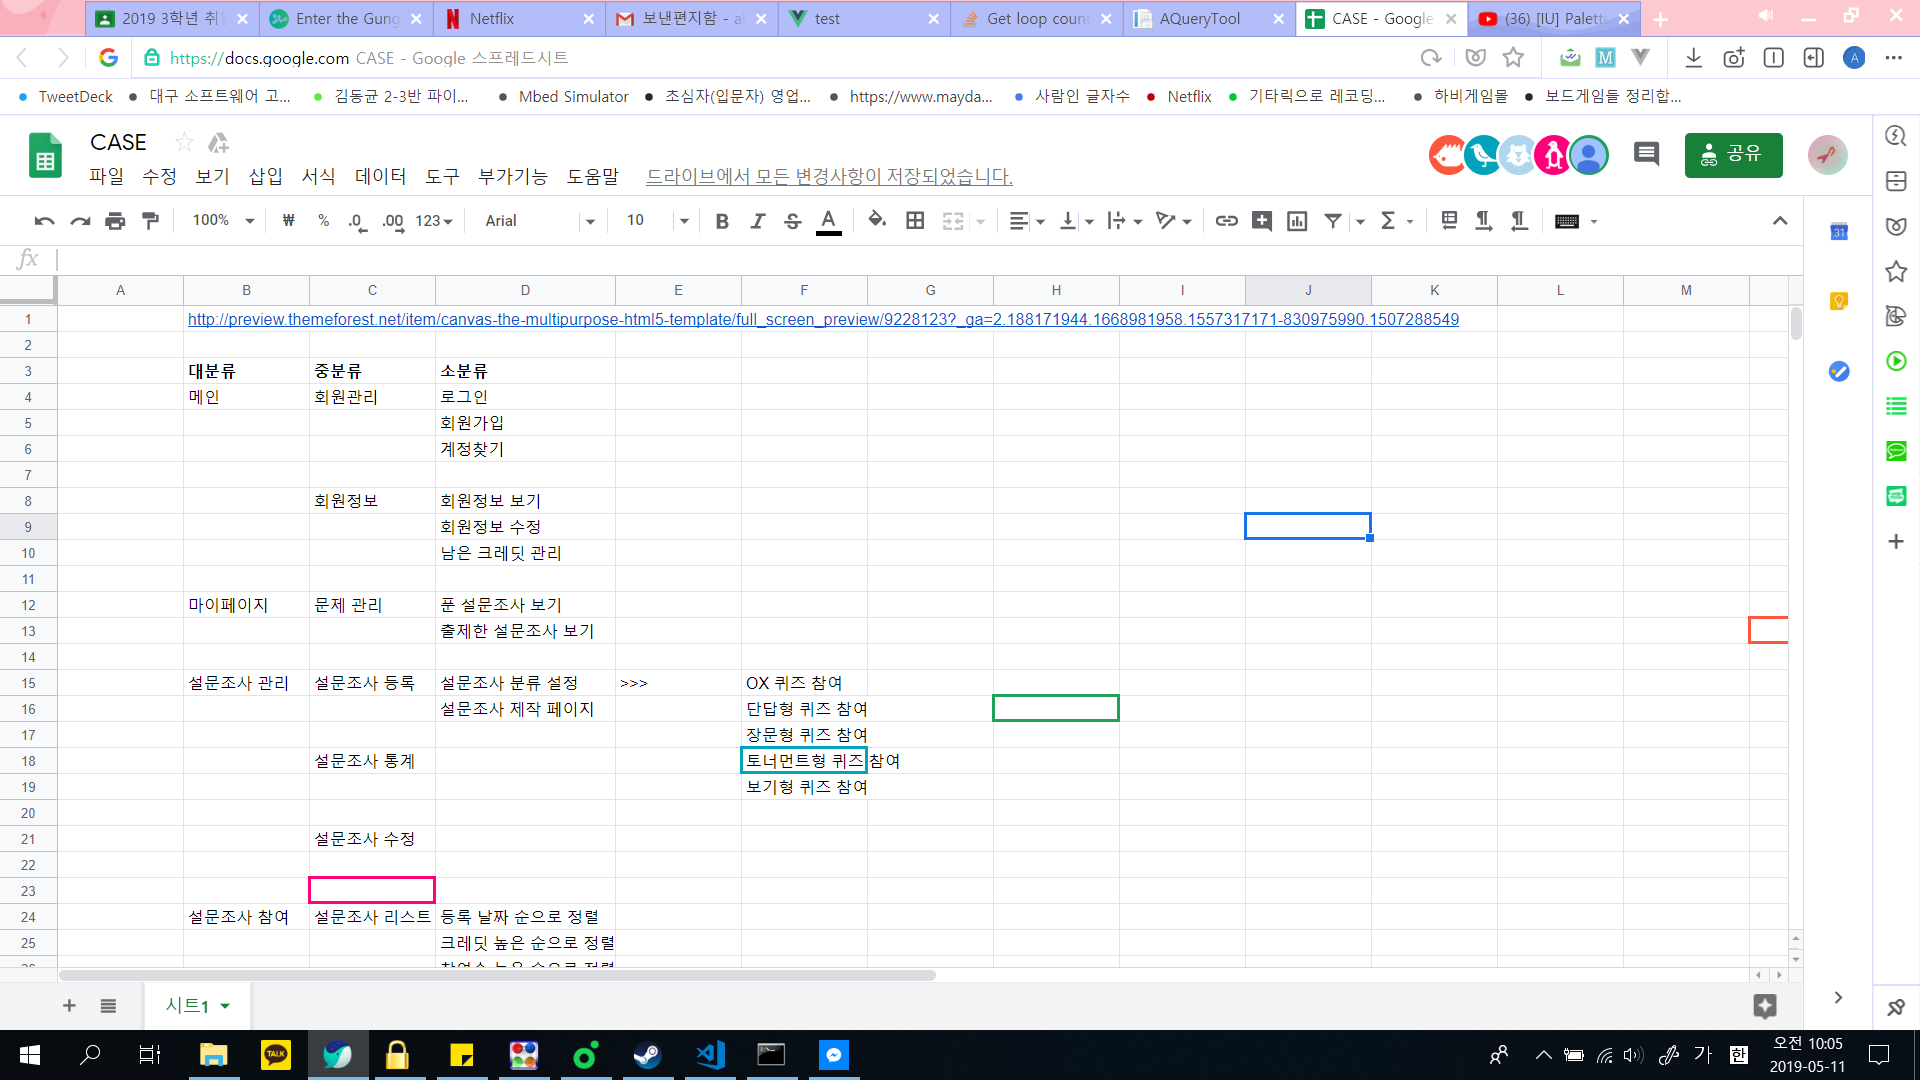 2019 3학년 취업
Enter the Gung
Netflix
보낸편지함 - a
test
Get loop count
AQueryTool
CASE - Google
(36) [IU] Palett
https://docs.google.com CASE - Google 스프레드시트
TweetDeck 대구 소프트웨어 고... 김동균 2-3반 파이... Mbed Simulator 초심자(입문자) 영업... https://www.mayda... 사람인 글자수 Netflix 기타릭으로 레코딩... 하비게임몰 보드게임들 정리합...
CASE
파일 수정 보기 삽입 서식 데이터 도구 부가기능 도움말 드라이브에서 모든 변경사항이 저장되었습니다.
공유
100% ₩ % .0 .00 123 Arial 10 B I S A
fx
A B C D E F G H I J K L M
1 http://preview.themeforest.net/item/canvas-the-multipurpose-html5-template/full_screen_preview/9228123?_ga=2.188171944.1668981958.1557317171-830975990.1507288549
2
3 대분류 중분류 소분류
4 메인 회원관리 로그인
5 회원가입
6 계정찾기
7
8 회원정보 회원정보 보기
9 회원정보 수정
10 남은 크레딧 관리
11
12 마이페이지 문제 관리 푼 설문조사 보기
13 출제한 설문조사 보기
14
15 설문조사 관리 설문조사 등록 설문조사 분류 설정 >>> OX 퀴즈 참여
16 설문조사 제작 페이지 단답형 퀴즈 참여
17 장문형 퀴즈 참여
18 설문조사 통계 토너먼트형 퀴즈 참여
19 보기형 퀴즈 참여
20
21 설문조사 수정
22
23
24 설문조사 참여 설문조사 리스트 등록 날짜 순으로 정렬
25 크레딧 높은 순으로 정렬
시트1
가 한 오전 10:05
2019-05-11